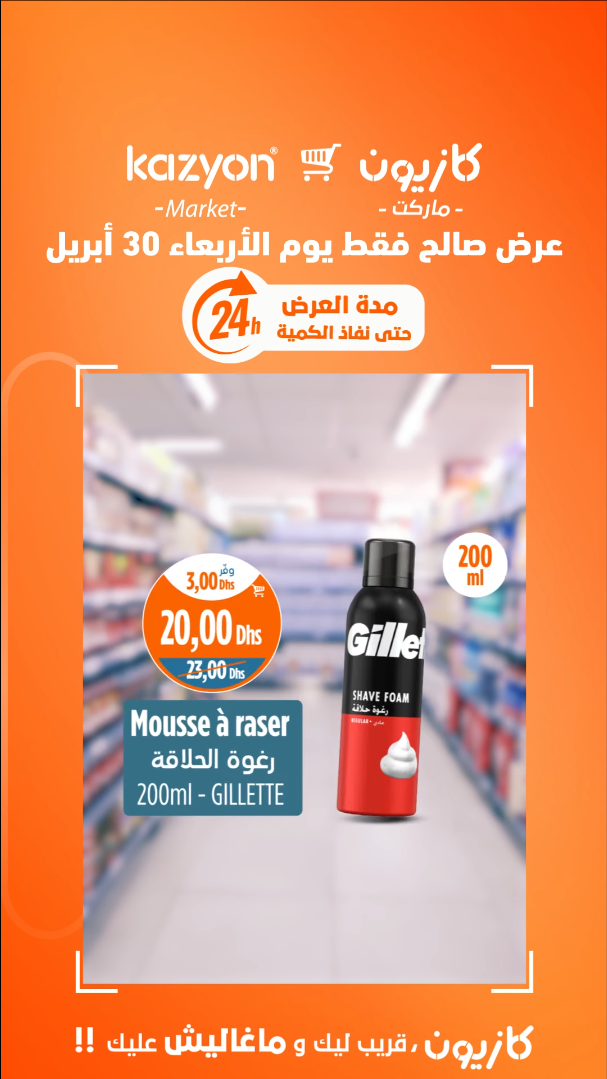 kazyon® كازيون
-Market- - ماركت -
عرض صالح فقط يوم الأربعاء 30 أبريل
24h مدة العرض
حتى نفاذ الكمية
200
ml
وفّر
3,00 Dhs
20,00 Dhs
23,00 Dhs
Gillet
SHAVE FOAM
رغوة حلاقة
REGULAR • عادي
Mousse à raser
رغوة الحلاقة
200ml - GILLETTE
كازيون، قريب ليك و ماغاليش عليك !!